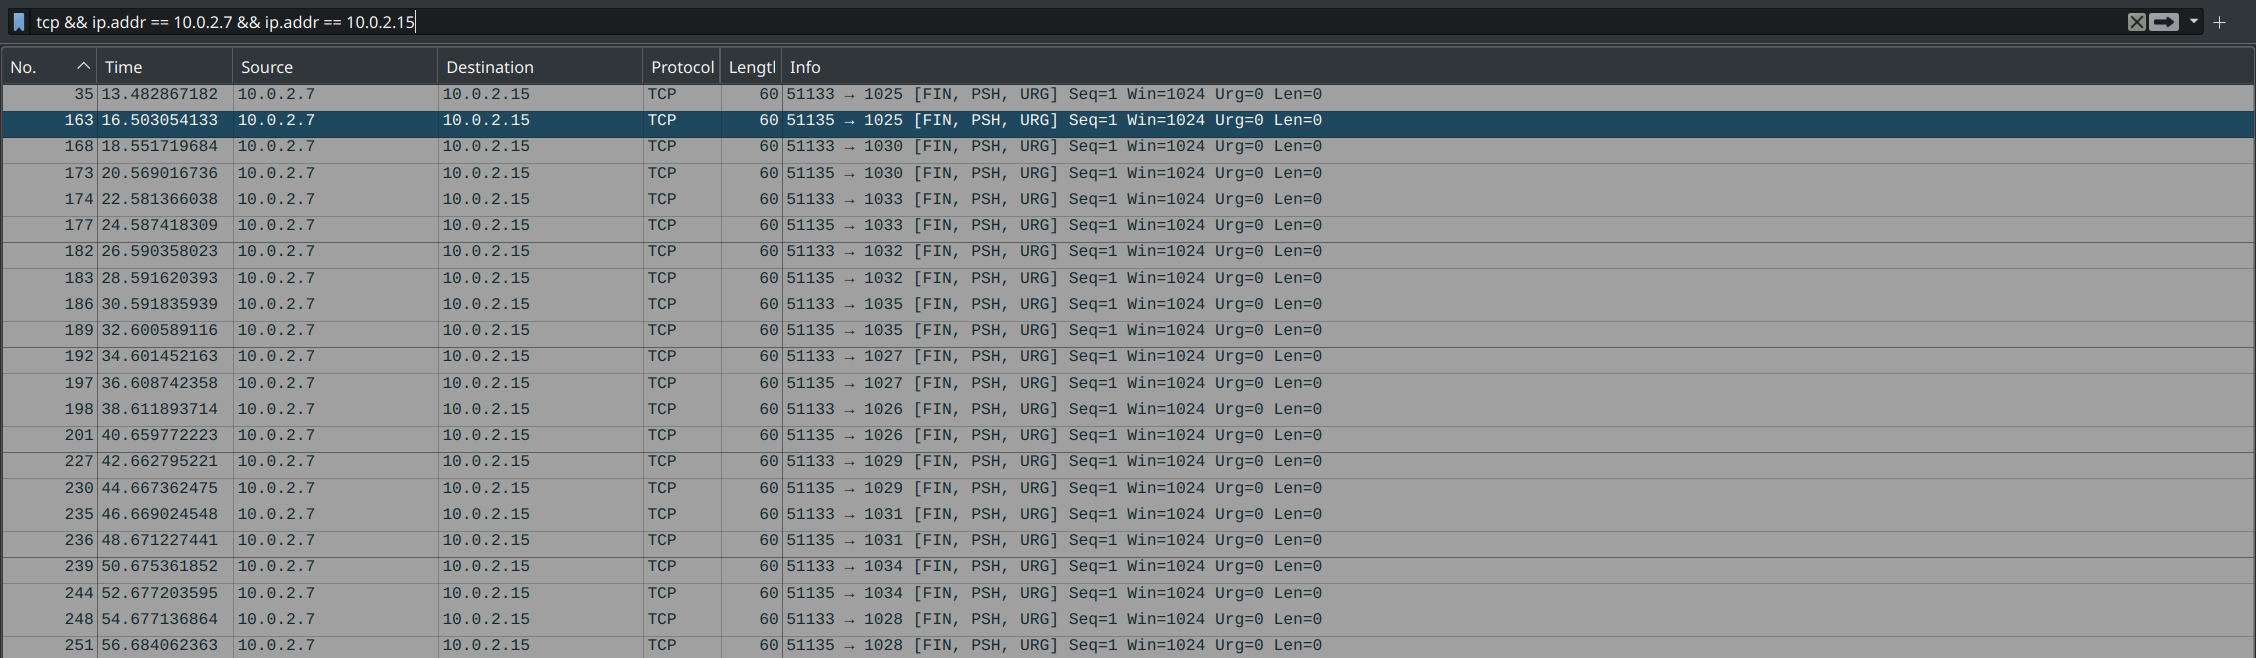 tcp && ip.addr == 10.0.2.7 && ip.addr == 10.0.2.15
No. Time Source Destination Protocol Lengtl Info
35 13.482867182 10.0.2.7 10.0.2.15 TCP 60 51133 → 1025 [FIN, PSH, URG] Seq=1 Win=1024 Urg=0 Len=0
163 16.503054133 10.0.2.7 10.0.2.15 TCP 60 51135 → 1025 [FIN, PSH, URG] Seq=1 Win=1024 Urg=0 Len=0
168 18.551719684 10.0.2.7 10.0.2.15 TCP 60 51133 → 1030 [FIN, PSH, URG] Seq=1 Win=1024 Urg=0 Len=0
173 20.569016736 10.0.2.7 10.0.2.15 TCP 60 51135 → 1030 [FIN, PSH, URG] Seq=1 Win=1024 Urg=0 Len=0
174 22.581366038 10.0.2.7 10.0.2.15 TCP 60 51133 → 1033 [FIN, PSH, URG] Seq=1 Win=1024 Urg=0 Len=0
177 24.587418309 10.0.2.7 10.0.2.15 TCP 60 51135 → 1033 [FIN, PSH, URG] Seq=1 Win=1024 Urg=0 Len=0
182 26.590358023 10.0.2.7 10.0.2.15 TCP 60 51133 → 1032 [FIN, PSH, URG] Seq=1 Win=1024 Urg=0 Len=0
183 28.591620393 10.0.2.7 10.0.2.15 TCP 60 51135 → 1032 [FIN, PSH, URG] Seq=1 Win=1024 Urg=0 Len=0
186 30.591835939 10.0.2.7 10.0.2.15 TCP 60 51133 → 1035 [FIN, PSH, URG] Seq=1 Win=1024 Urg=0 Len=0
189 32.600589116 10.0.2.7 10.0.2.15 TCP 60 51135 → 1035 [FIN, PSH, URG] Seq=1 Win=1024 Urg=0 Len=0
192 34.601452163 10.0.2.7 10.0.2.15 TCP 60 51133 → 1027 [FIN, PSH, URG] Seq=1 Win=1024 Urg=0 Len=0
197 36.608742358 10.0.2.7 10.0.2.15 TCP 60 51135 → 1027 [FIN, PSH, URG] Seq=1 Win=1024 Urg=0 Len=0
198 38.611893714 10.0.2.7 10.0.2.15 TCP 60 51133 → 1026 [FIN, PSH, URG] Seq=1 Win=1024 Urg=0 Len=0
201 40.659772223 10.0.2.7 10.0.2.15 TCP 60 51135 → 1026 [FIN, PSH, URG] Seq=1 Win=1024 Urg=0 Len=0
227 42.662795221 10.0.2.7 10.0.2.15 TCP 60 51133 → 1029 [FIN, PSH, URG] Seq=1 Win=1024 Urg=0 Len=0
230 44.667362475 10.0.2.7 10.0.2.15 TCP 60 51135 → 1029 [FIN, PSH, URG] Seq=1 Win=1024 Urg=0 Len=0
235 46.669024548 10.0.2.7 10.0.2.15 TCP 60 51133 → 1031 [FIN, PSH, URG] Seq=1 Win=1024 Urg=0 Len=0
236 48.671227441 10.0.2.7 10.0.2.15 TCP 60 51135 → 1031 [FIN, PSH, URG] Seq=1 Win=1024 Urg=0 Len=0
239 50.675361852 10.0.2.7 10.0.2.15 TCP 60 51133 → 1034 [FIN, PSH, URG] Seq=1 Win=1024 Urg=0 Len=0
244 52.677203595 10.0.2.7 10.0.2.15 TCP 60 51135 → 1034 [FIN, PSH, URG] Seq=1 Win=1024 Urg=0 Len=0
248 54.677136864 10.0.2.7 10.0.2.15 TCP 60 51133 → 1028 [FIN, PSH, URG] Seq=1 Win=1024 Urg=0 Len=0
251 56.684062363 10.0.2.7 10.0.2.15 TCP 60 51135 → 1028 [FIN, PSH, URG] Seq=1 Win=1024 Urg=0 Len=0